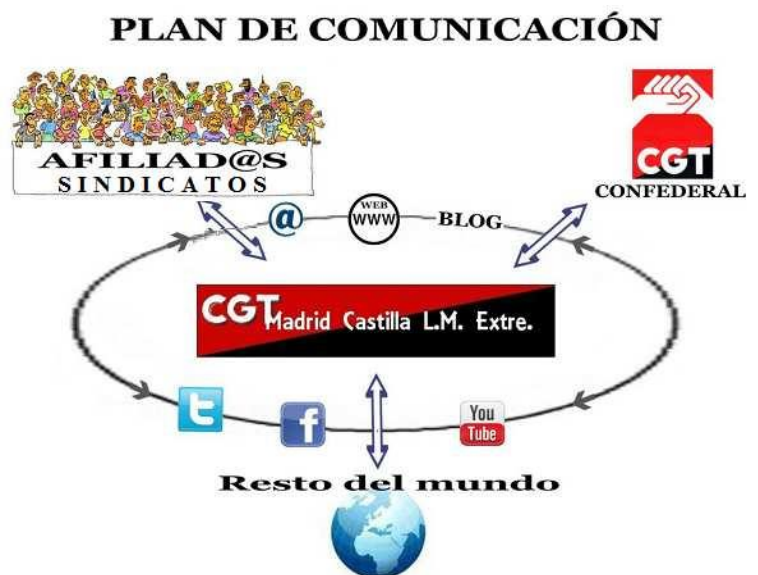 PLAN DE COMUNICACIÓN
AFILIAD@S
SINDICATOS
CGT
CONFEDERAL
@
WEB
WWW
BLOG
CGT Madrid Castilla L.M. Extre.
t
f
You
Tube
Resto del mundo